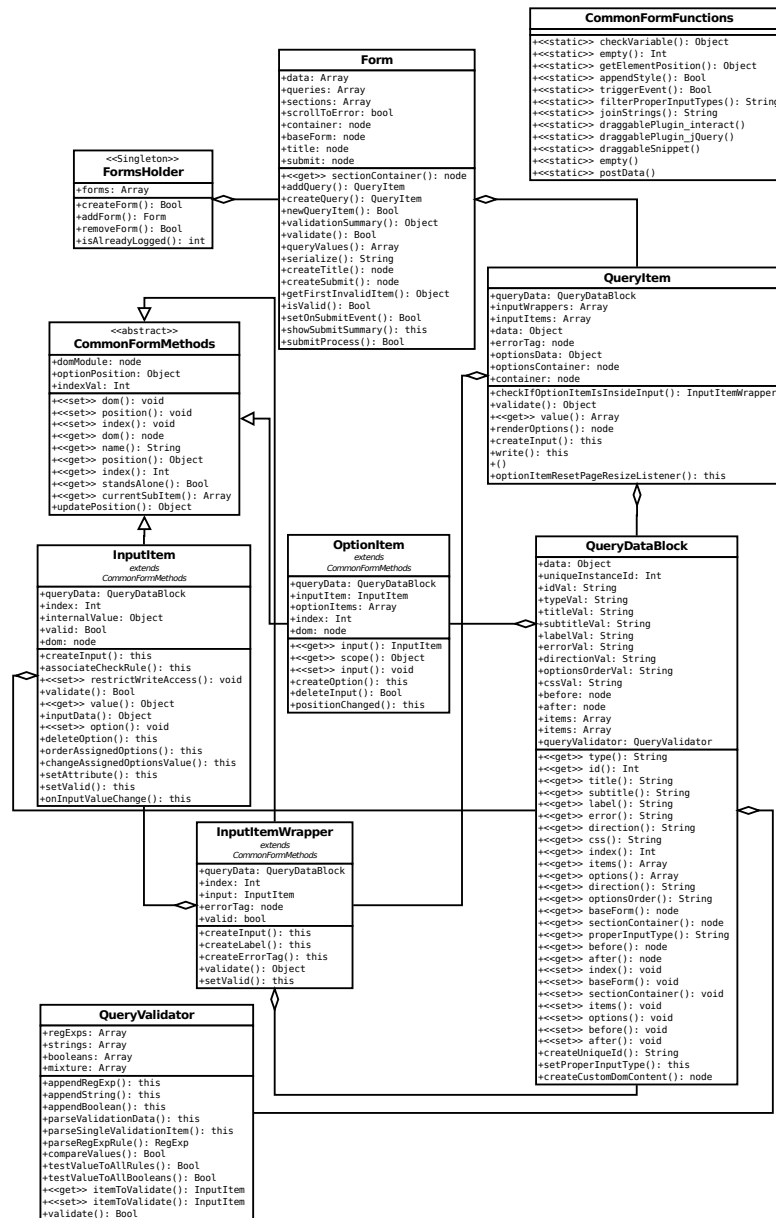 CommonFormFunctions
+<<static>> checkVariable(): Object
+<<static>> empty(): Int
+<<static>> getElementPosition(): Object
+<<static>> appendStyle(): Bool
+<<static>> triggerEvent(): Bool
+<<static>> filterProperInputTypes(): String
+<<static>> joinStrings(): String
+<<static>> draggablePlugin_interact()
+<<static>> draggablePlugin_jQuery()
+<<static>> draggableSnippet()
+<<static>> empty()
+<<static>> postData()
Form
+data: Array
+queries: Array
+sections: Array
+scrollToError: bool
+container: node
+baseForm: node
+title: node
+submit: node
+<<get>> sectionContainer(): node
+addQuery(): QueryItem
+createQuery(): QueryItem
+newQueryItem(): Bool
+validationSummary(): Object
+validate(): Bool
+queryValues(): Array
+serialize(): String
+createTitle(): node
+createSubmit(): node
+getFirstInvalidItem(): Object
+isValid(): Bool
+setOnSubmitEvent(): Bool
+showSubmitSummary(): this
+submitProcess(): Bool
<<Singleton>>
FormsHolder
+forms: Array
+createForm(): Bool
+addForm(): Form
+removeForm(): Bool
+isAlreadyLogged(): int
QueryItem
+queryData: QueryDataBlock
+inputWrappers: Array
+inputItems: Array
+data: Object
+errorTag: node
+optionsData: Object
+optionsContainer: node
+container: node
+checkIfOptionItemIsInsideInput(): InputItemWrapper
+validate(): Object
+<<get>> value(): Array
+renderOptions(): node
+createInput(): this
+write(): this
+()
+optionItemResetPageResizeListener(): this
<<abstract>>
CommonFormMethods
+domModule: node
+optionPosition: Object
+indexVal: Int
+<<set>> dom(): void
+<<set>> position(): void
+<<set>> index(): void
+<<get>> dom(): node
+<<get>> name(): String
+<<get>> position(): Object
+<<get>> index(): Int
+<<get>> standsAlone(): Bool
+<<get>> currentSubItem(): Array
+updatePosition(): Object
InputItem
extends
CommonFormMethods
+queryData: QueryDataBlock
+index: Int
+internalValue: Object
+valid: Bool
+dom: node
+createInput(): this
+associateCheckRule(): this
+<<set>> restrictWriteAccess(): void
+validate(): Bool
+<<get>> value(): Object
+inputData(): Object
+<<set>> option(): void
+deleteOption(): this
+orderAssignedOptions(): this
+changeAssignedOptionsValue(): this
+setAttribute(): this
+setValid(): this
+onInputValueChange(): this
OptionItem
extends
CommonFormMethods
+queryData: QueryDataBlock
+inputItem: InputItem
+optionItems: Array
+index: Int
+dom: node
+<<get>> input(): InputItem
+<<get>> scope(): Object
+<<set>> input(): void
+createOption(): this
+deleteInput(): Bool
+positionChanged(): this
QueryDataBlock
+data: Object
+uniqueInstanceId: Int
+idVal: String
+typeVal: String
+titleVal: String
+subtitleVal: String
+labelVal: String
+errorVal: String
+directionVal: String
+optionsOrderVal: String
+cssVal: String
+before: node
+after: node
+items: Array
+items: Array
+queryValidator: QueryValidator
+<<get>> type(): String
+<<get>> id(): Int
+<<get>> title(): String
+<<get>> subtitle(): String
+<<get>> label(): String
+<<get>> error(): String
+<<get>> direction(): String
+<<get>> css(): String
+<<get>> index(): Int
+<<get>> items(): Array
+<<get>> options(): Array
+<<get>> direction(): String
+<<get>> optionsOrder(): String
+<<get>> baseForm(): node
+<<get>> sectionContainer(): node
+<<get>> properInputType(): String
+<<get>> before(): node
+<<get>> after(): node
+<<set>> index(): void
+<<set>> baseForm(): void
+<<set>> sectionContainer(): void
+<<set>> items(): void
+<<set>> options(): void
+<<set>> before(): void
+<<set>> after(): void
+createUniqueId(): String
+setProperInputType(): this
+createCustomDomContent(): node
InputItemWrapper
extends
CommonFormMethods
+queryData: QueryDataBlock
+index: Int
+input: InputItem
+errorTag: node
+valid: bool
+createInput(): this
+createLabel(): this
+createErrorTag(): this
+validate(): Object
+setValid(): this
QueryValidator
+regExps: Array
+strings: Array
+booleans: Array
+mixture: Array
+appendRegExp(): this
+appendString(): this
+appendBoolean(): this
+parseValidationData(): this
+parseSingleValidationItem(): this
+parseRegExpRule(): RegExp
+compareValues(): Bool
+testValueToAllRules(): Bool
+testValueToAllBooleans(): Bool
+<<get>> itemToValidate(): InputItem
+<<set>> itemToValidate(): InputItem
+validate(): Bool